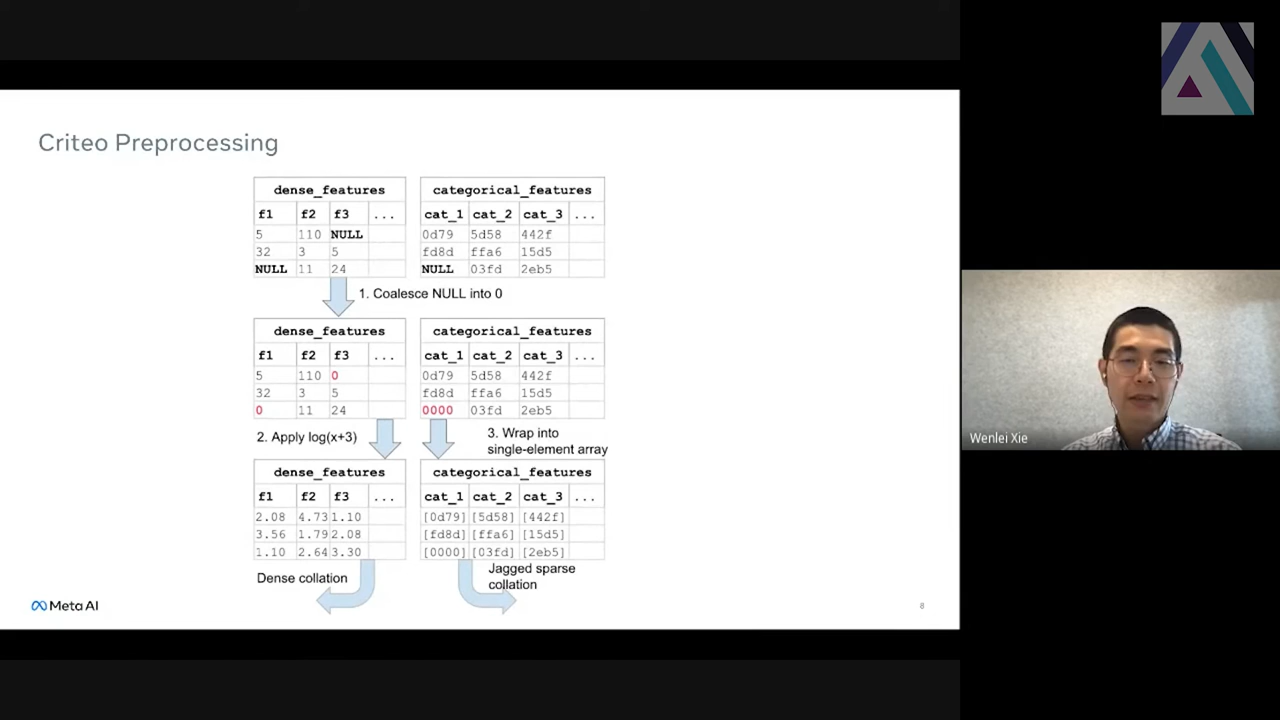 Criteo Preprocessing
dense_features
f1 f2 f3 ...
5 110 NULL
32 3 5
NULL 11 24
categorical_features
cat_1 cat_2 cat_3 ...
0d79 5d58 442f
fd8d ffa6 15d5
NULL 03fd 2eb5
1. Coalesce NULL into 0
dense_features
f1 f2 f3 ...
5 110 0
32 3 5
0 11 24
categorical_features
cat_1 cat_2 cat_3 ...
0d79 5d58 442f
fd8d ffa6 15d5
0000 03fd 2eb5
2. Apply log(x+3)
3. Wrap into
single-element array
dense_features
f1 f2 f3 ...
2.08 4.73 1.10
3.56 1.79 2.08
1.10 2.64 3.30
categorical_features
cat_1 cat_2 cat_3 ...
[0d79] [5d58] [442f]
[fd8d] [ffa6] [15d5]
[0000] [03fd] [2eb5]
Dense collation
Jagged sparse
collation
Meta AI
8
Wenlei Xie